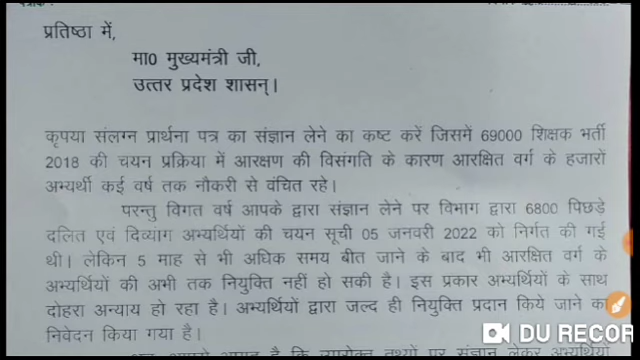 प्रतिष्ठा में,
मा0 मुख्यमंत्री जी,
उत्तर प्रदेश शासन्।
कृपया संलग्न प्रार्थना पत्र का संज्ञान लेने का कष्ट करें जिसमें 69000 शिक्षक भर्ती
2018 की चयन प्रक्रिया में आरक्षण की विसंगति के कारण आरक्षित वर्ग के हजारों
अभ्यर्थी कई वर्ष तक नौकरी से वंचित रहे।
परन्तु विगत वर्ष आपके द्वारा संज्ञान लेने पर विभाग द्वारा 6800 पिछड़े
दलित एवं दिव्यांग अभ्यर्थियों की चयन सूची 05 जनवरी 2022 को निर्गत की गई
थी। लेकिन 5 माह से भी अधिक समय बीत जाने के बाद भी आरक्षित वर्ग के
अभ्यर्थियों की अभी तक नियुक्ति नहीं हो सकी है। इस प्रकार अभ्यर्थियों के साथ
दोहरा अन्याय हो रहा है। अभ्यर्थियों द्वारा जल्द ही नियुक्ति प्रदान किये जाने का
निवेदन किया गया है।
DU RECOR